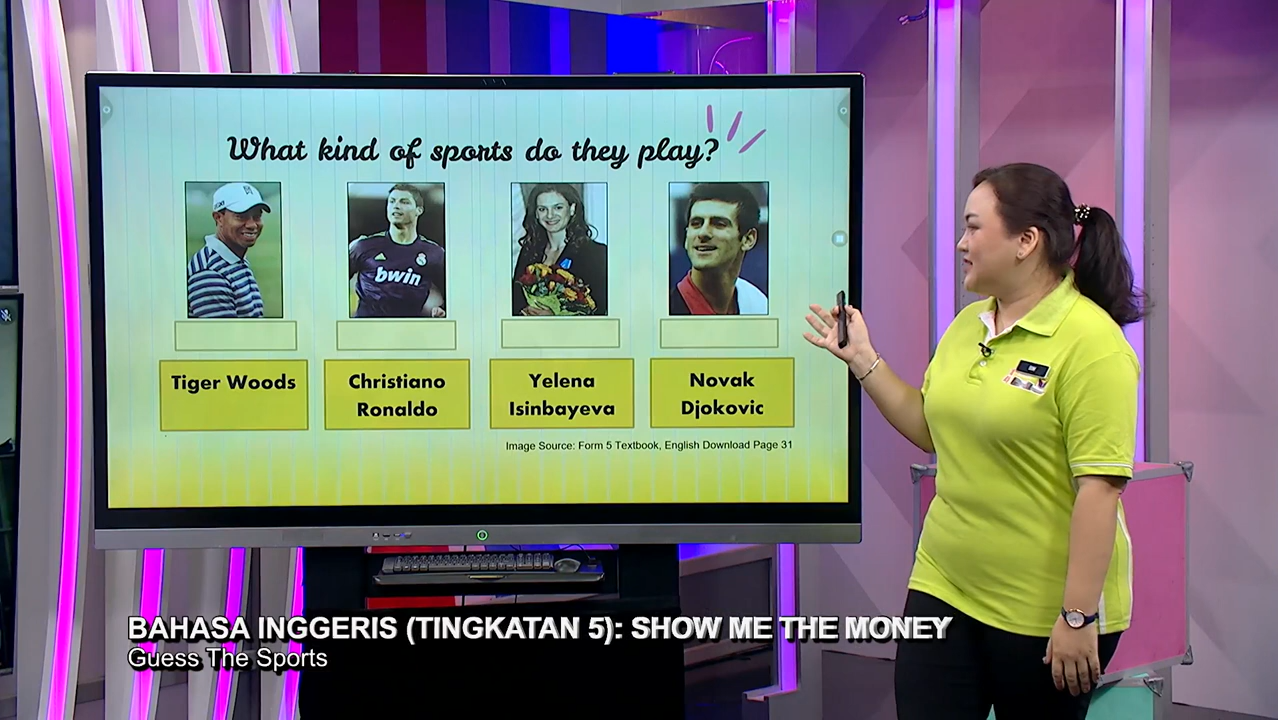 What kind of sports do they play?
bwin
Tiger Woods
Christiano
Ronaldo
Yelena
Isinbayeva
Novak
Djokovic
Image Source: Form 5 Textbook, English Download Page 31
BAHASA INGGERIS (TINGKATAN 5): SHOW ME THE MONEY
Guess The Sports